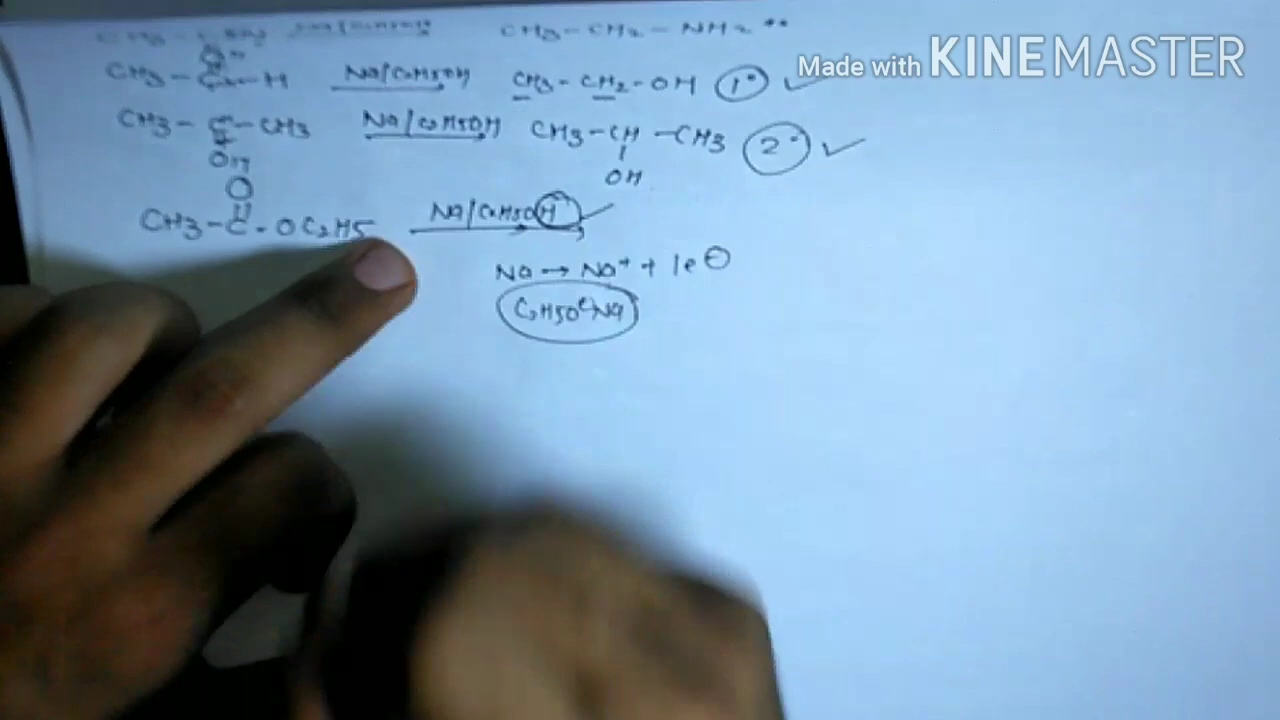 CH3-CH2-NH2
Made with KINEMASTER
CH3-C-H Na/C2H5OH CH3-CH2-OH 1°
CH3-C-CH3 Na/C2H5OH CH3-CH-CH3 2°
OH
OH
O
CH3-C-OC2H5 Na/C2H5OH
Na→Na+ + 1e⊖
C2H5O Na